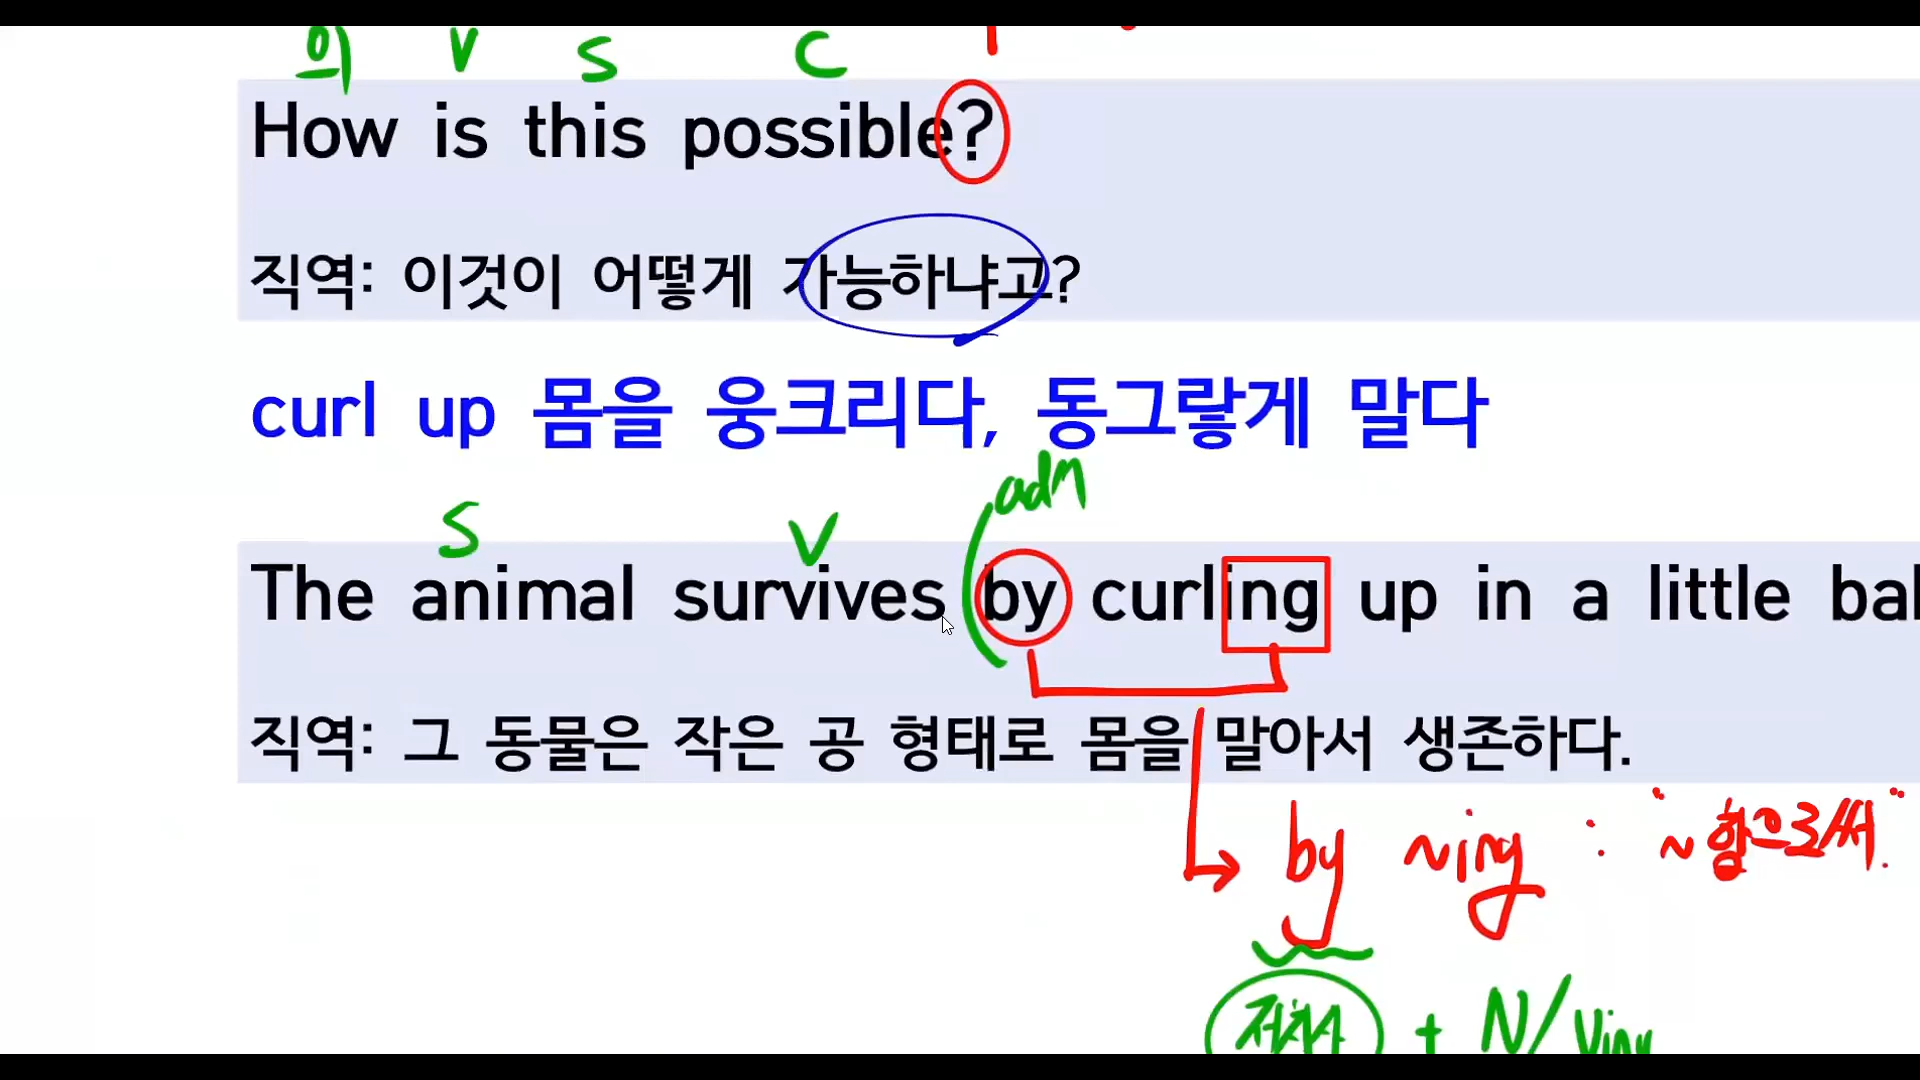 의 V S C
How is this possible?
직역: 이것이 어떻게 가능하냐고?
curl up 몸을 웅크리다, 동그랗게 말다
adM
S V
The animal survives by curling up in a little bal
직역: 그 동물은 작은 공 형태로 몸을 말아서 생존하다.
by ~ing : "~함으로써"
전치사 + N/Ving